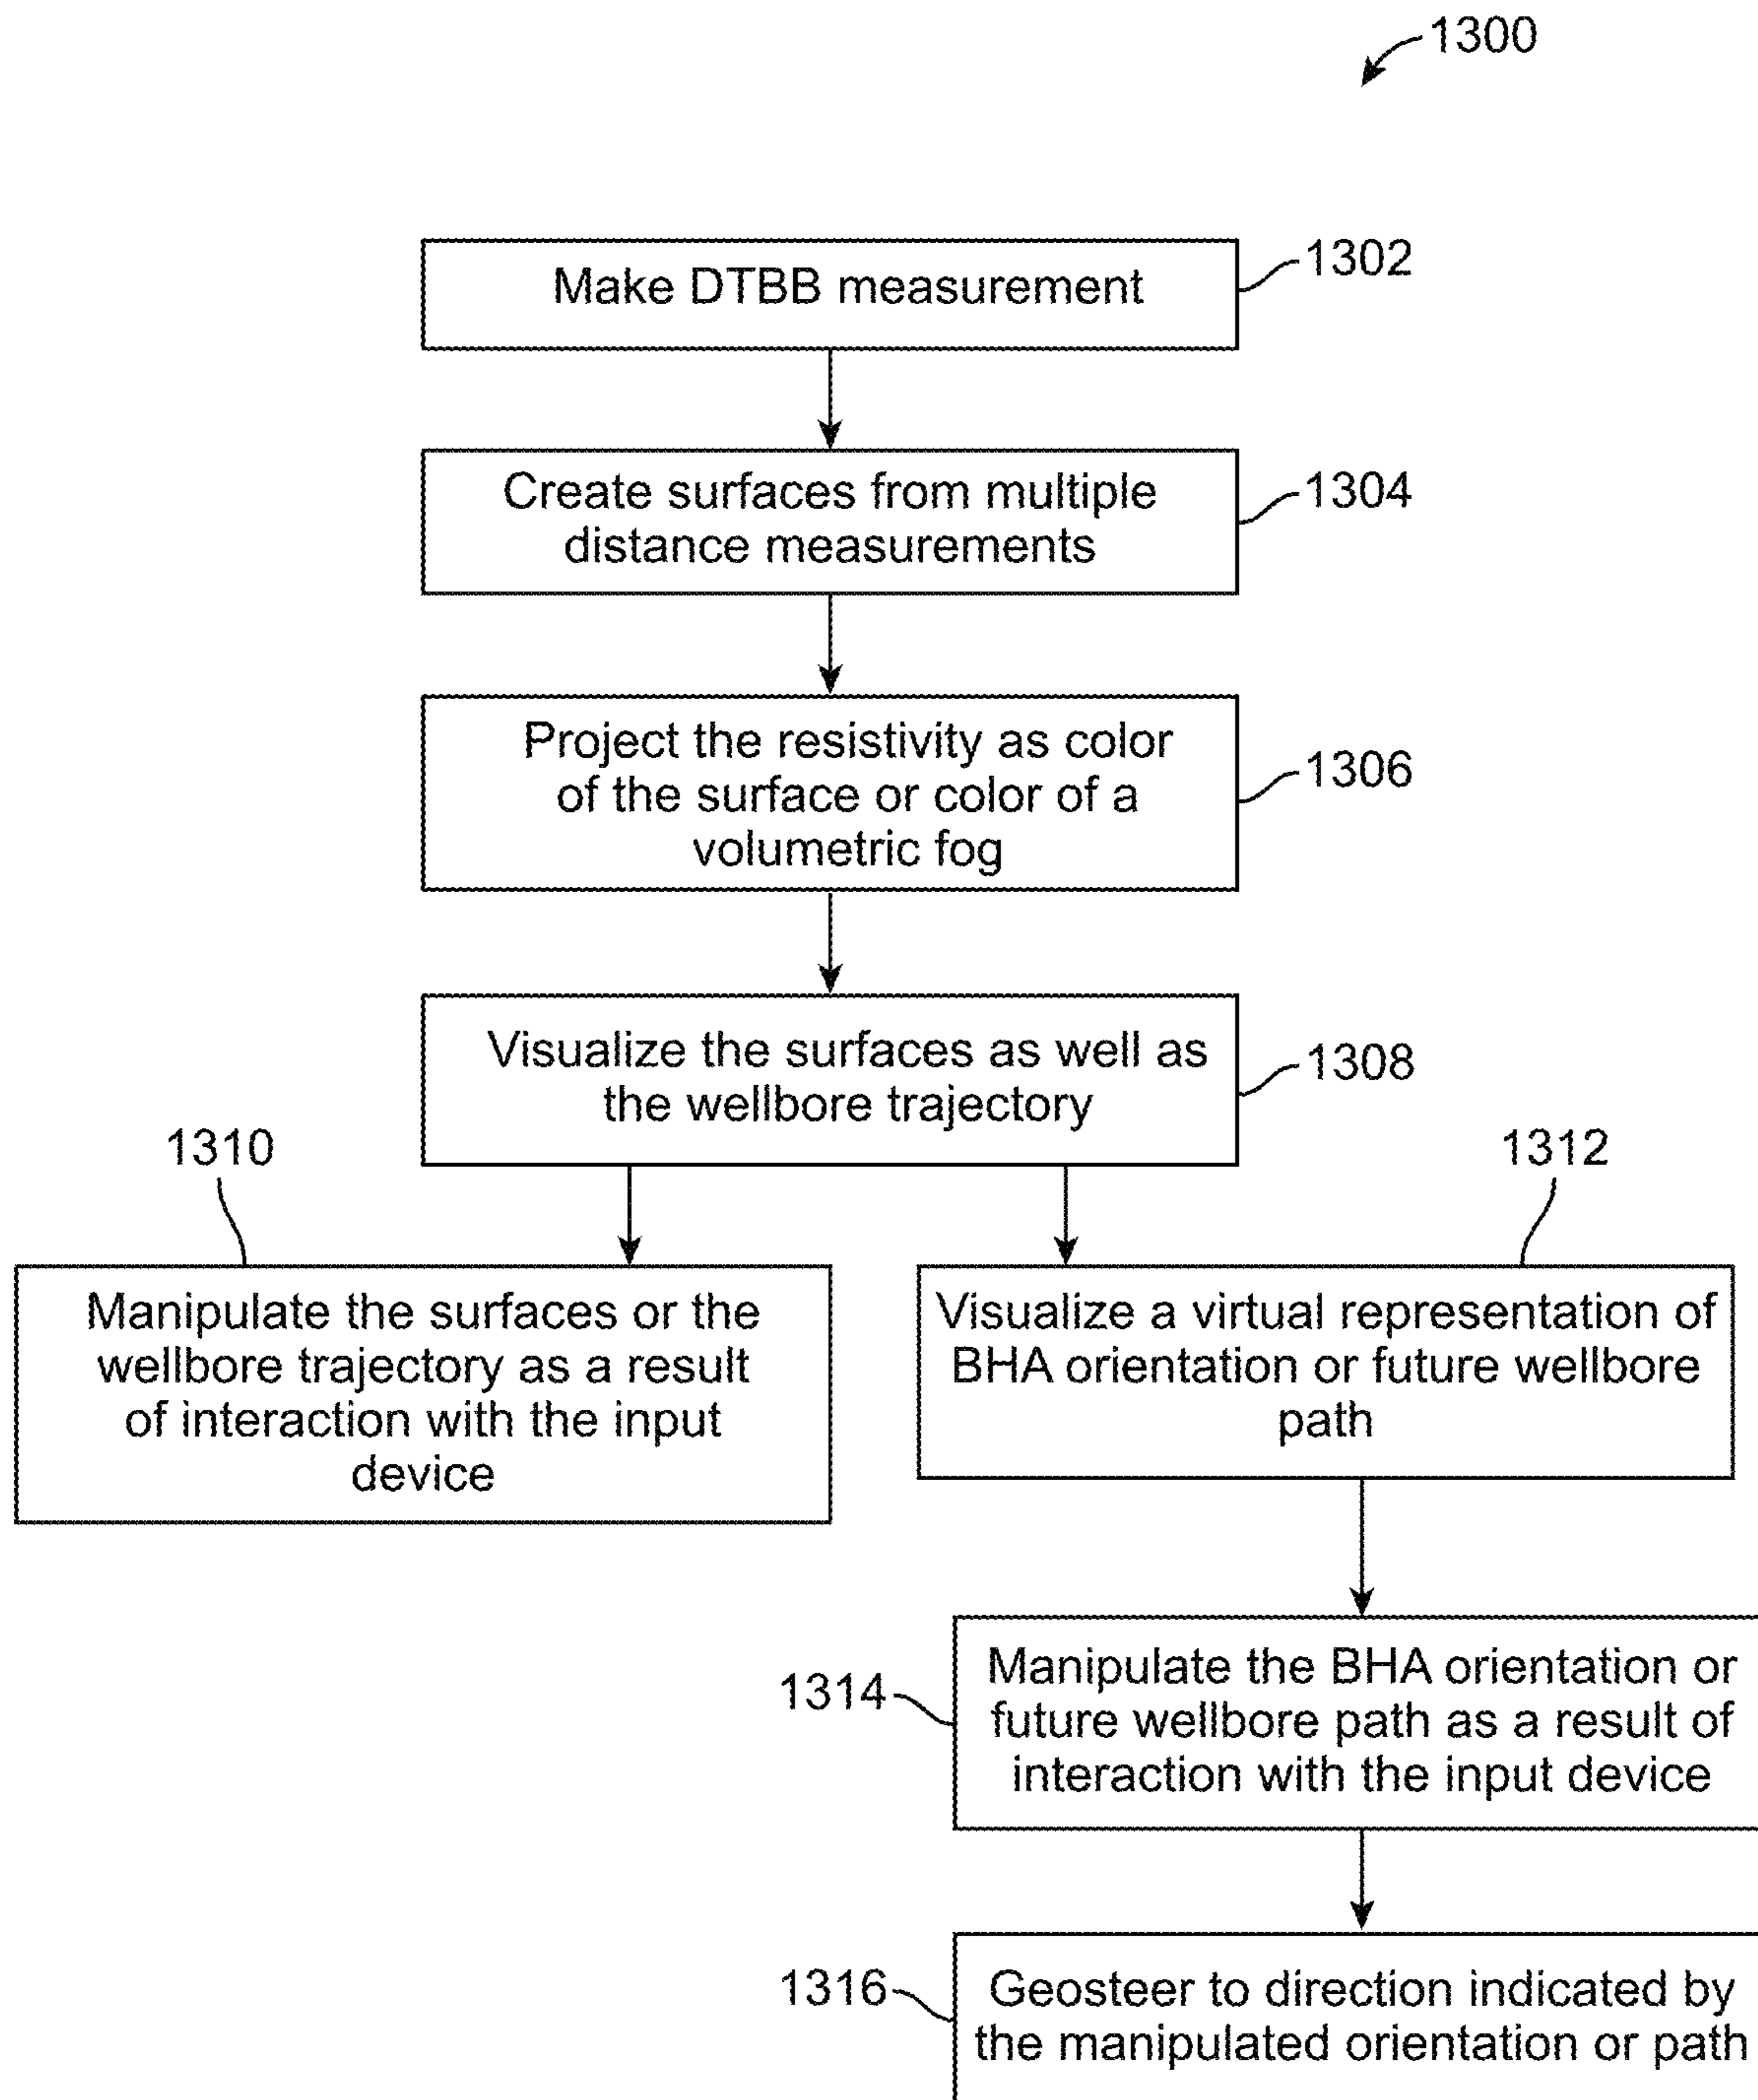 1300
Make DTBB measurement
1302
Create surfaces from multiple
distance measurements
1304
Project the resistivity as color
of the surface or color of a
volumetric fog
1306
Visualize the surfaces as well as
the wellbore trajectory
1308
1310
Manipulate the surfaces or the
wellbore trajectory as a result
of interaction with the input
device
1312
Visualize a virtual representation of
BHA orientation or future wellbore
path
1314
Manipulate the BHA orientation or
future wellbore path as a result of
interaction with the input device
1316
Geosteer to direction indicated by
the manipulated orientation or path